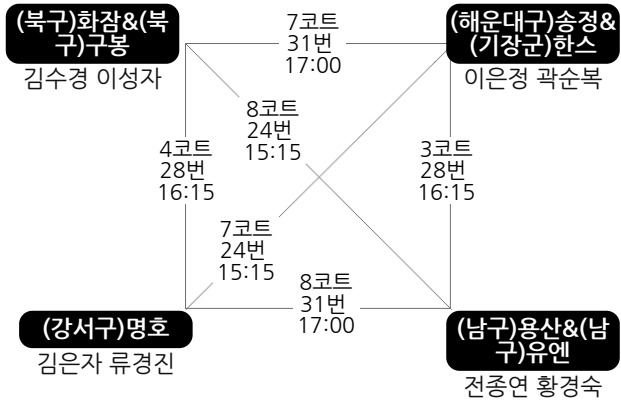 (북구)화잠&(북
구)구봉
김수경 이성자
7코트
31번
17:00
(해운대구)송정&
(기장군)한스
이은정 곽순복
8코트
24번
15:15
4코트
28번
16:15
3코트
28번
16:15
7코트
24번
15:15
8코트
31번
17:00
(강서구)명호
김은자 류경진
(남구)용산&(남
구)유엔
전종연 황경숙